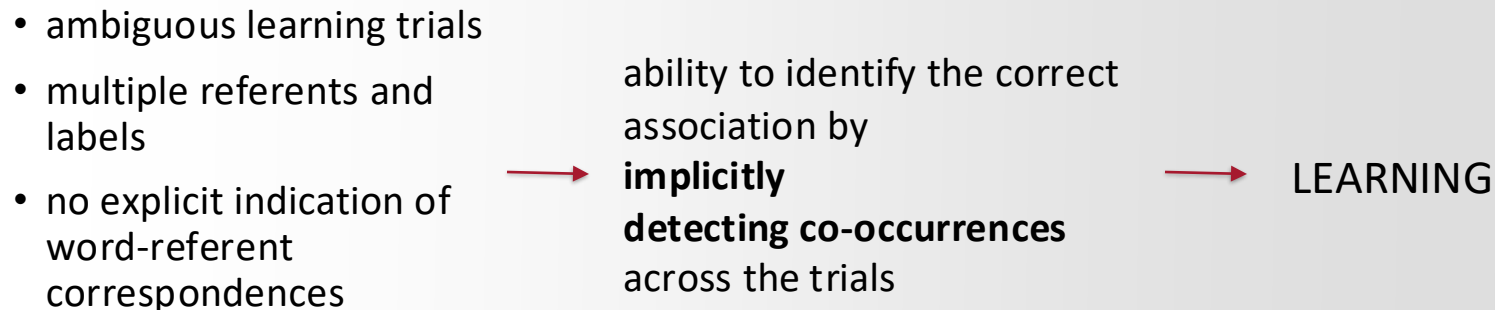 • ambiguous learning trials
• multiple referents and
labels
• no explicit indication of
word-referent
correspondences
ability to identify the correct
association by
implicitly
detecting co-occurrences
across the trials
LEARNING